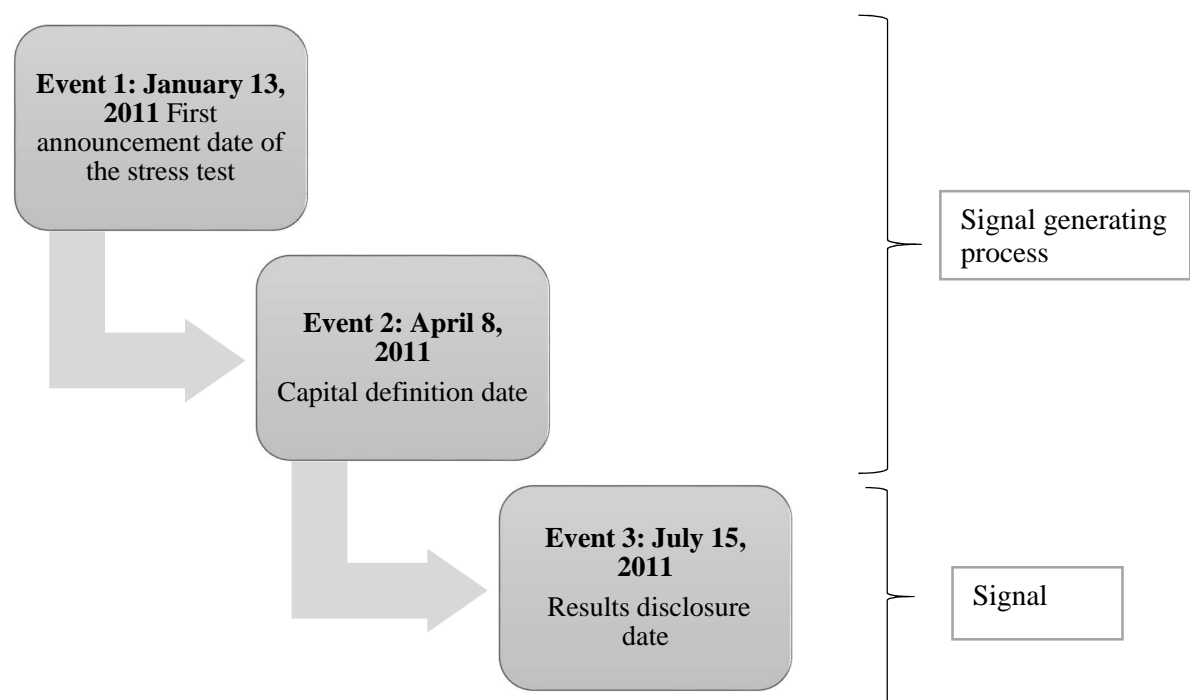 Event 1: January 13,
2011 First
announcement date of
the stress test
Signal generating
process
Event 2: April 8,
2011
Capital definition date
Event 3: July 15,
2011
Results disclosure
date
Signal